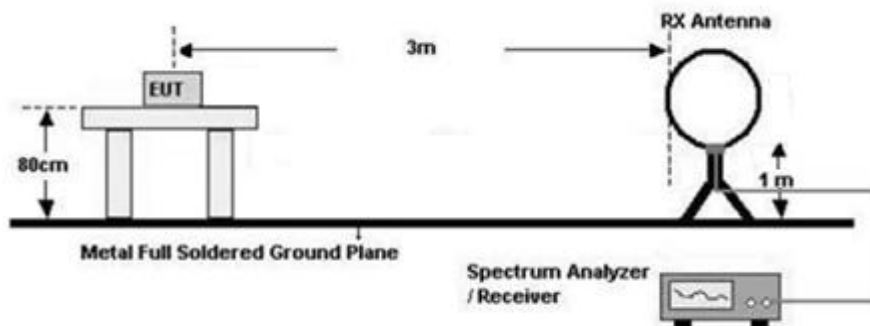 RX Antenna
3m
EUT
80cm
1 m
Metal Full Soldered Ground Plane
Spectrum Analyzer
/ Receiver